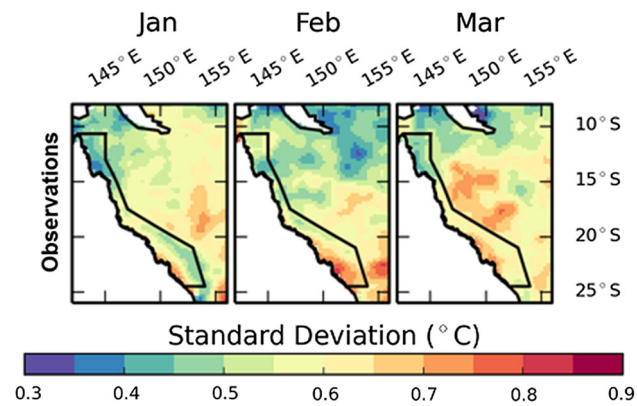 Jan Feb Mar
145°E 150°E 155°E 145°E 150°E 155°E 145°E 150°E 155°E
Observations
10°S
15°S
20°S
25°S
Standard Deviation (°C)
0.3 0.4 0.5 0.6 0.7 0.8 0.9